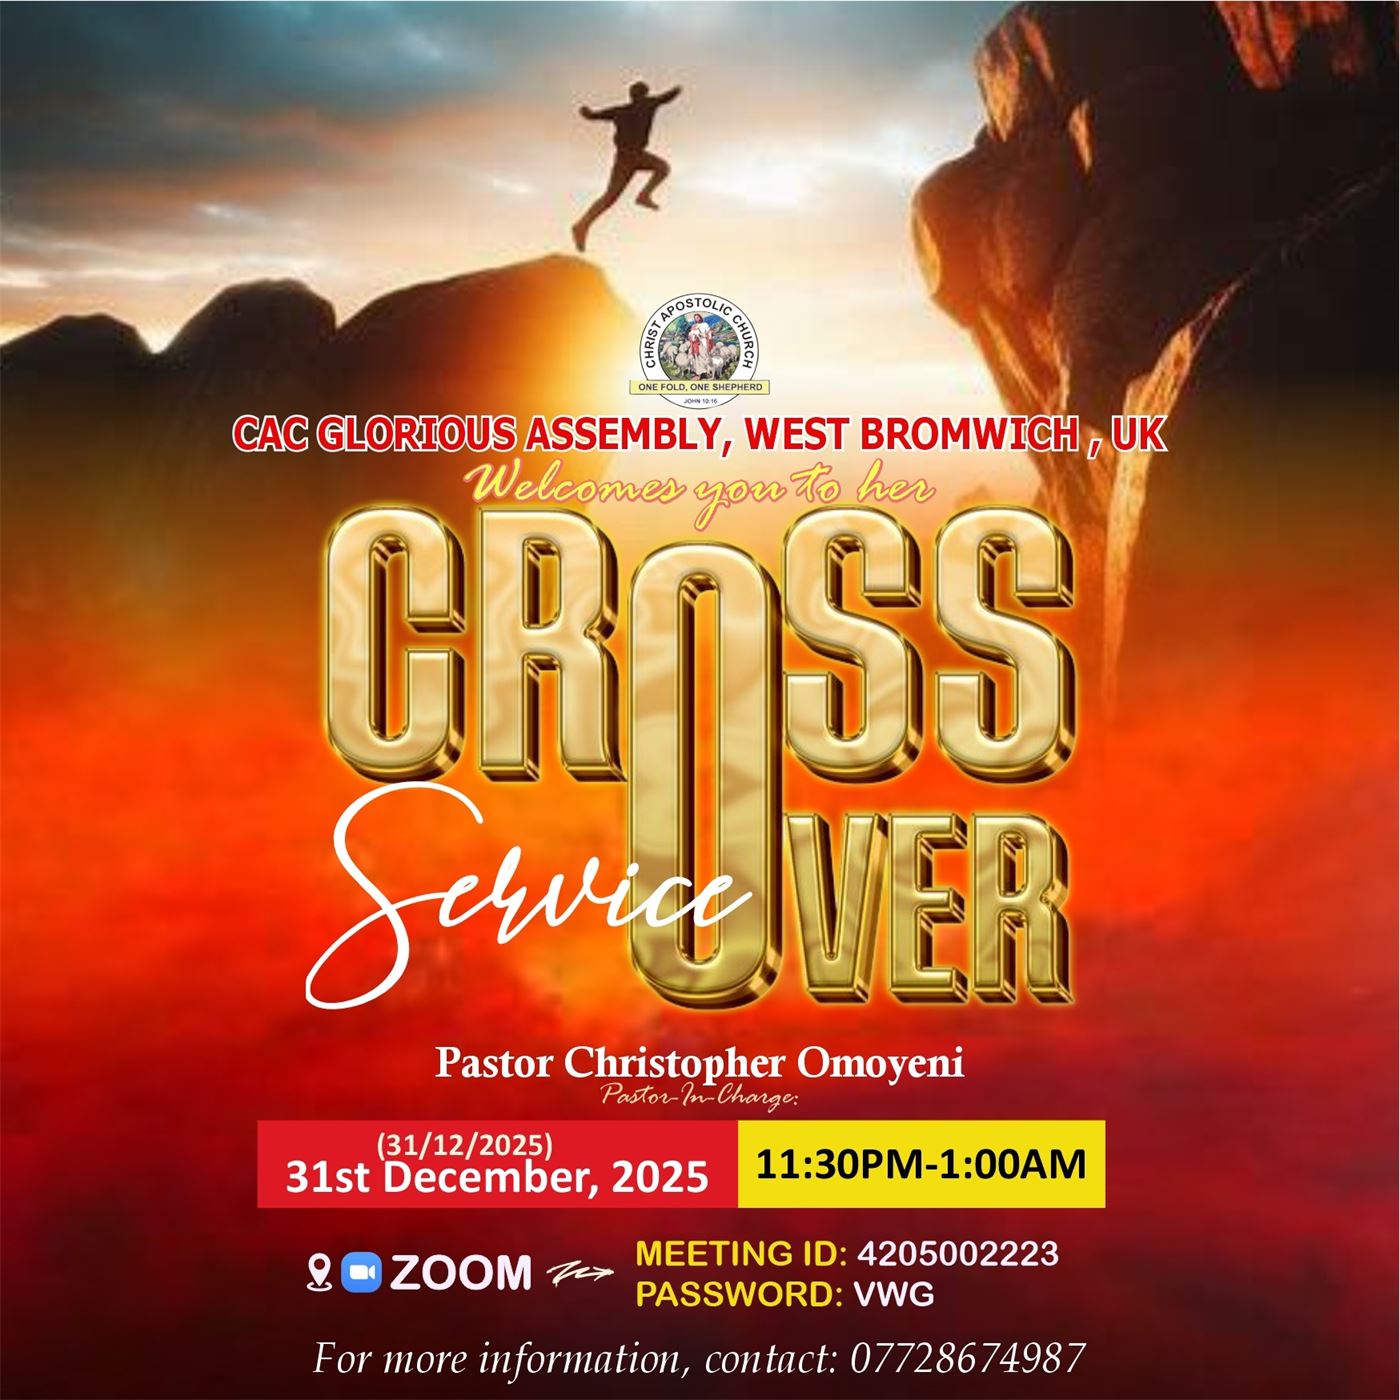 CHRIST APOSTOLIC CHURCH
ONE FOLD, ONE SHEPHERD
JOHN 10:16
CAC GLORIOUS ASSEMBLY, WEST BROMWICH , UK
Welcomes you to her
CROSS
OVER
Service
Pastor Christopher Omoyeni
Pastor-In-Charge:
(31/12/2025)
31st December, 2025
11:30PM-1:00AM
ZOOM
MEETING ID: 4205002223
PASSWORD: VWG
For more information, contact: 07728674987